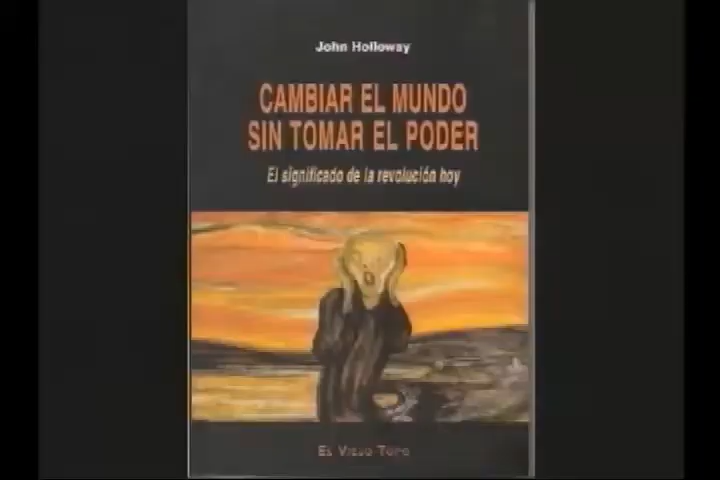 John Holloway
CAMBIAR EL MUNDO
SIN TOMAR EL PODER
El significado de la revolución hoy
EL VIEJO TOPO